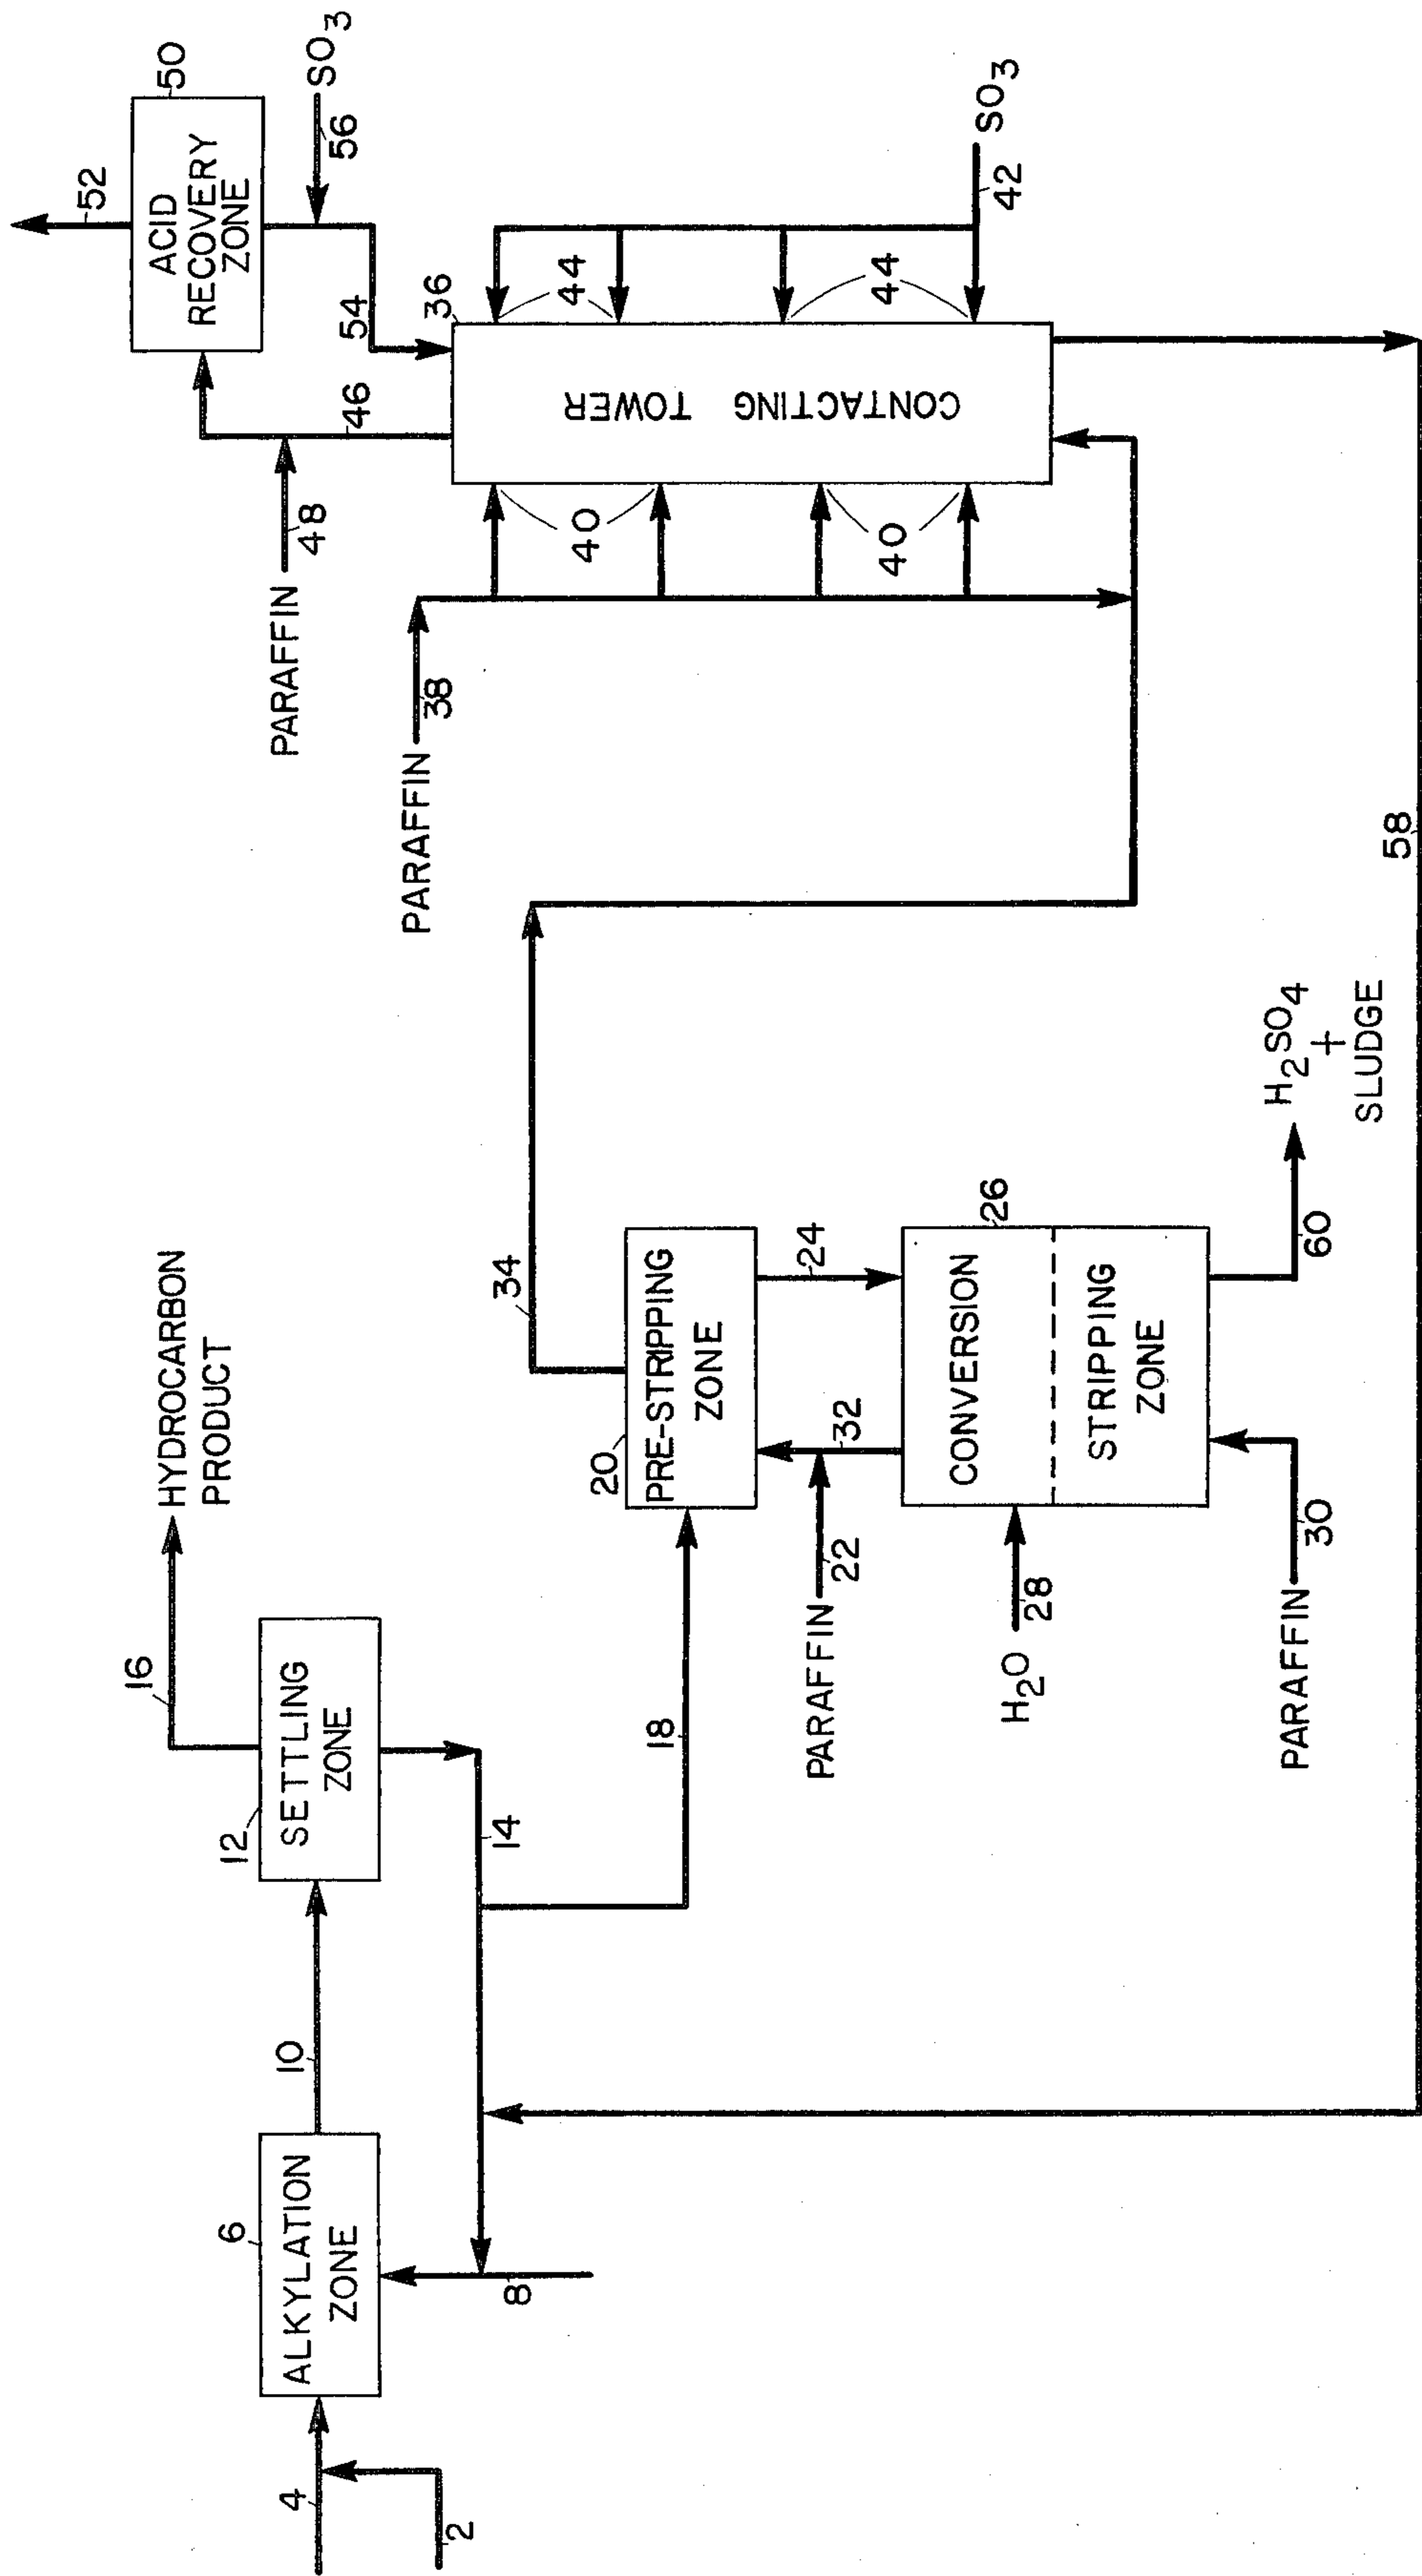 4
2
6
ALKYLATION
ZONE
8
10
12
SETTLING
ZONE
14
16
HYDROCARBON
PRODUCT
18
20
PRE-STRIPPING
ZONE
PARAFFIN
22
32
24
26
CONVERSION
STRIPPING
ZONE
H2O
28
PARAFFIN
30
60
H2SO4
+
SLUDGE
34
PARAFFIN
38
PARAFFIN
48
40
40
36
CONTACTING TOWER
46
54
50
ACID
RECOVERY
ZONE
52
SO3
56
44
44
SO3
42
58